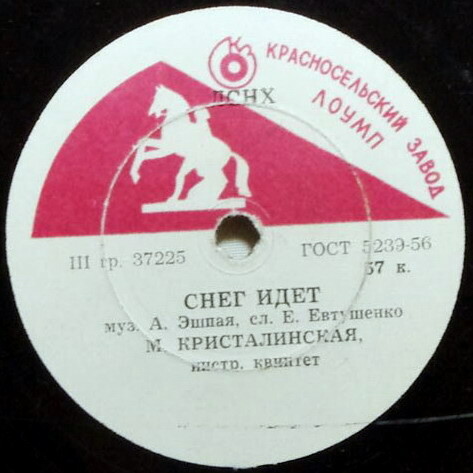 КРАСНОСЕЛЬСКИЙ ЗАВОД
ЛОУМП
ЛСНХ
III гр. 37225
ГОСТ 5239-56
57 к.
СНЕГ ИДЕТ
муз. А. Эшпая, сл. Е. Евтушенко
М. КРИСТАЛИНСКАЯ,
инстр. квинтет